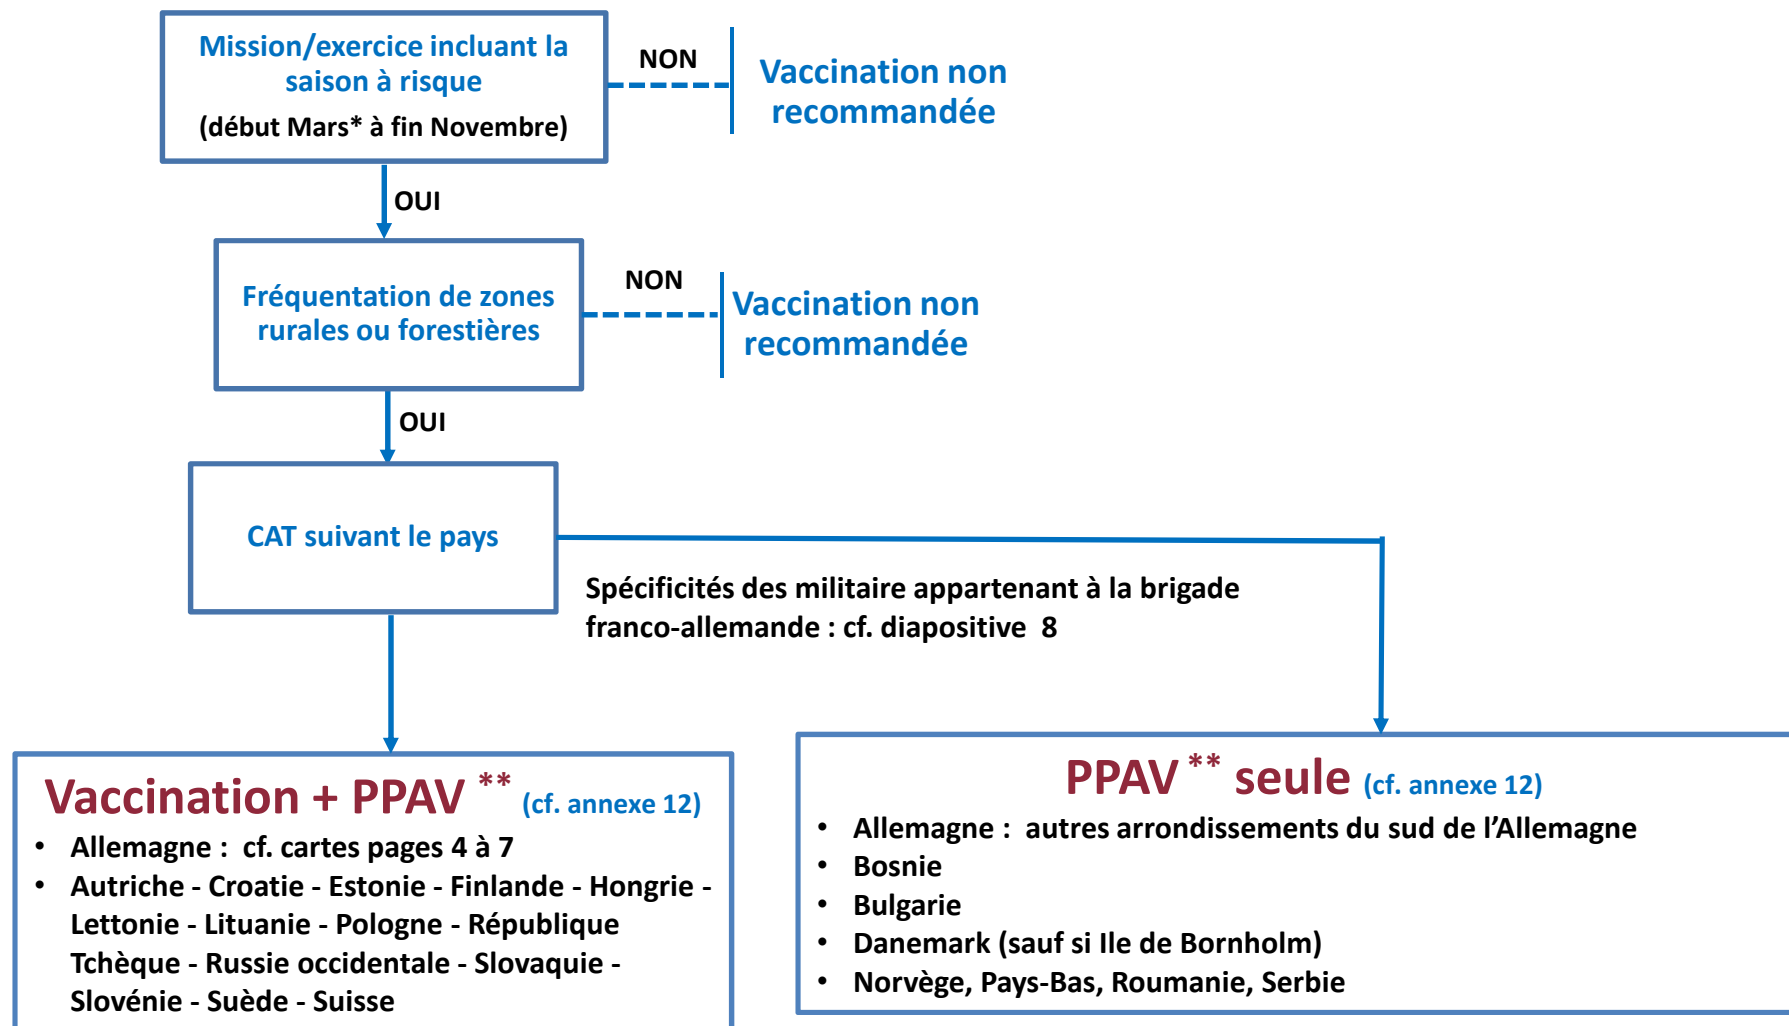 Mission/exercice incluant la
saison à risque
(début Mars* à fin Novembre)
NON
Vaccination non
recommandée
OUI
Fréquentation de zones
rurales ou forestières
NON
Vaccination non
recommandée
OUI
CAT suivant le pays
Spécificités des militaire appartenant à la brigade
franco-allemande : cf. diapositive 8
Vaccination + PPAV ** (cf. annexe 12)
• Allemagne : cf. cartes pages 4 à 7
• Autriche - Croatie - Estonie - Finlande - Hongrie -
Lettonie - Lituanie - Pologne - République
Tchèque - Russie occidentale - Slovaquie -
Slovénie - Suède - Suisse
PPAV ** seule (cf. annexe 12)
• Allemagne : autres arrondissements du sud de l’Allemagne
• Bosnie
• Bulgarie
• Danemark (sauf si Ile de Bornholm)
• Norvège, Pays-Bas, Roumanie, Serbie